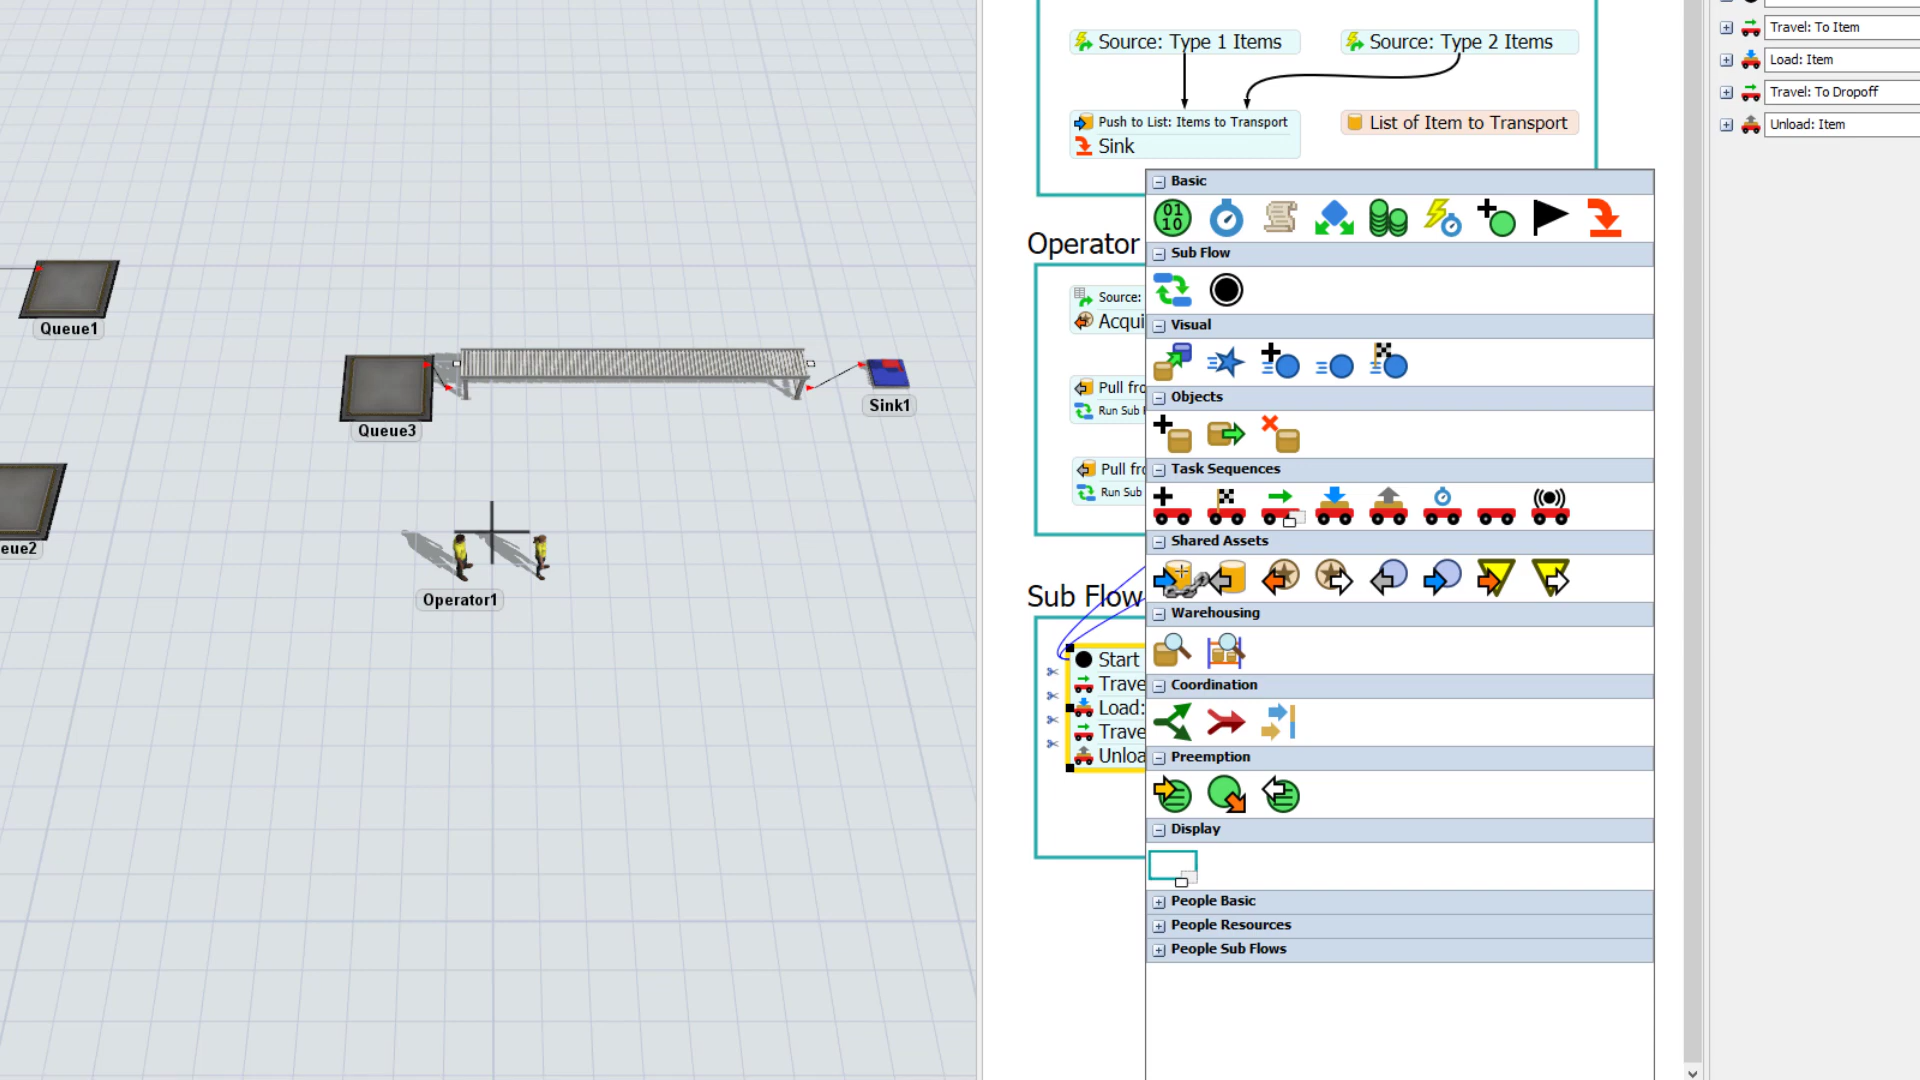 Queue1
Queue3
Sink1
eue2
Operator1
Source: Type 1 Items
Source: Type 2 Items
Push to List: Items to Transport
Sink
List of Item to Transport
Operator
Source:
Acqui
Pull fro
Run Sub
Pull fro
Run Sub
Sub Flow
Start
Trave
Load:
Trave
Unloa
Basic
01
10
Sub Flow
Visual
Objects
Task Sequences
Shared Assets
Warehousing
Coordination
Preemption
Display
People Basic
People Resources
People Sub Flows
Travel: To Item
Load: Item
Travel: To Dropoff
Unload: Item